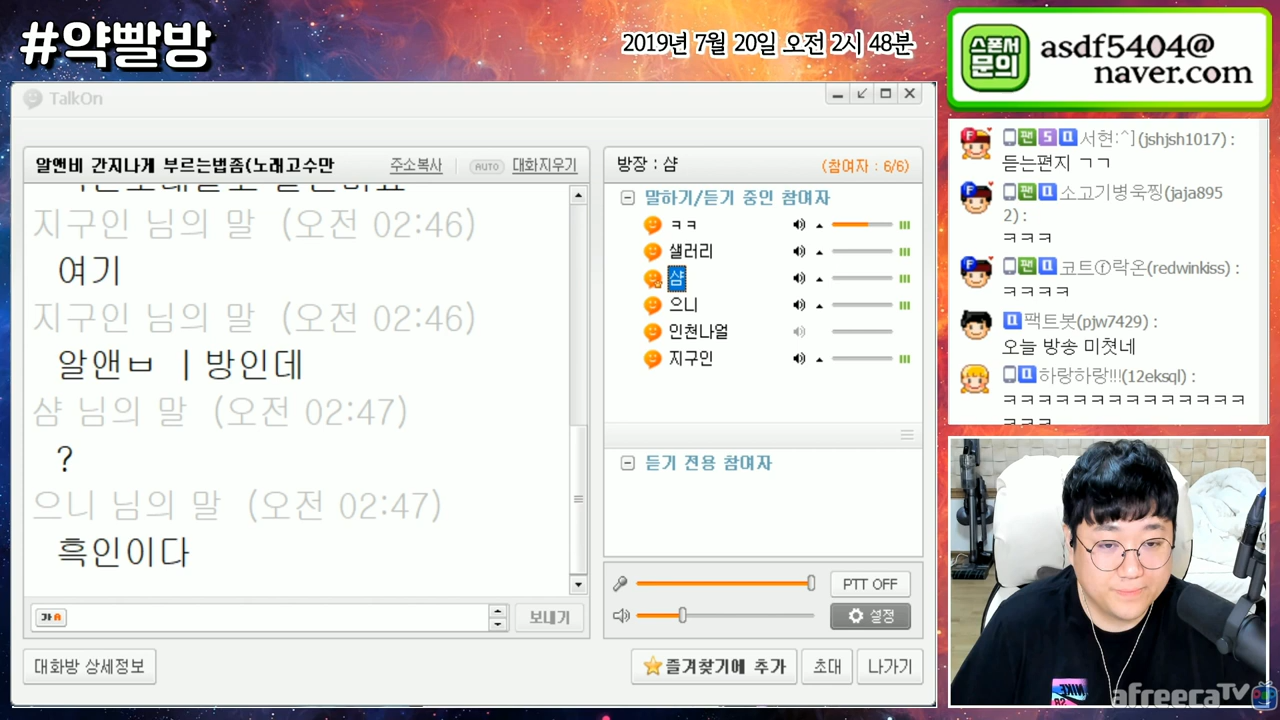 #약빨방
2019년 7월 20일 오전 2시 48분
스폰서
문의
asdf5404@
naver.com
TalkOn
알앤비 간지나게 부르는법좀(노래고수만
주소복사
AUTO
대화지우기
지구인 님의 말 (오전 02:46)
여기
지구인 님의 말 (오전 02:46)
알앤ㅂ ㅣ방인데
샴 님의 말 (오전 02:47)
?
으니 님의 말 (오전 02:47)
흑인이다
가
보내기
대화방 상세정보
방장 : 샴
(참여자 : 6/6)
말하기/듣기 중인 참여자
ㅋㅋ
샐러리
샴
으니
인천나얼
지구인
듣기 전용 참여자
PTT OFF
설정
즐겨찾기에 추가
초대
나가기
팬 S Q 서현:^](jshjsh1017) :
듣는편지 ㄱㄱ
F 팬 Q 소고기병욱찡(jaja895
2) :
ㅋㅋㅋ
F 팬 Q 코트ⓕ락온(redwinkiss) :
ㅋㅋㅋㅋ
Q 팩트봇(pjw7429) :
오늘 방송 미쳣네
Q 하랑하랑!!!(12eksql) :
ㅋㅋㅋㅋㅋㅋㅋㅋㅋㅋㅋㅋㅋㅋ
ㅋㅋㅋ
NIKE
afreecaTV